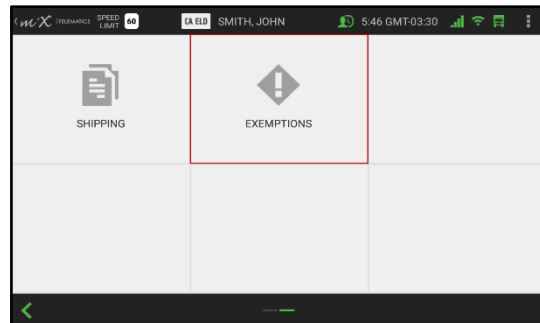 miX TELEMATICS SPEED LIMIT 60 CA ELD SMITH, JOHN 5:46 GMT-03:30
SHIPPING EXEMPTIONS